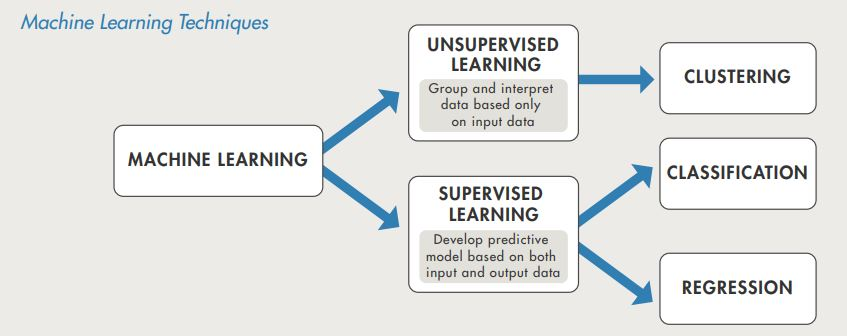 Machine Learning Techniques
MACHINE LEARNING
UNSUPERVISED
LEARNING
Group and interpret
data based only
on input data
SUPERVISED
LEARNING
Develop predictive
model based on both
input and output data
CLUSTERING
CLASSIFICATION
REGRESSION